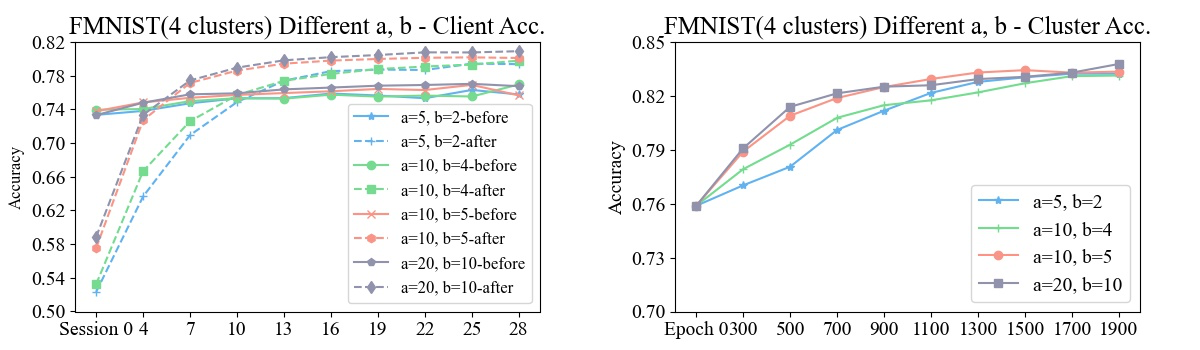 FMNIST(4 clusters) Different a, b - Client Acc.
Accuracy
0.82
0.78
0.74
0.70
0.66
0.62
0.58
0.54
0.50
Session 0 4 7 10 13 16 19 22 25 28
a=5, b=2-before
a=5, b=2-after
a=10, b=4-before
a=10, b=4-after
a=10, b=5-before
a=10, b=5-after
a=20, b=10-before
a=20, b=10-after
FMNIST(4 clusters) Different a, b - Cluster Acc.
Accuracy
0.85
0.82
0.79
0.76
0.73
0.70
Epoch 0 300 500 700 900 1100 1300 1500 1700 1900
a=5, b=2
a=10, b=4
a=10, b=5
a=20, b=10